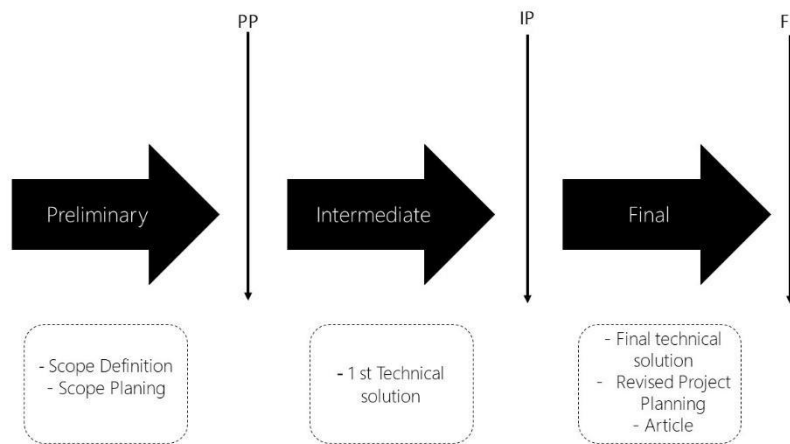 PP
IP
F
Preliminary
Intermediate
Final
- Scope Definition
- Scope Planing
- 1 st Technical
solution
- Final technical
solution
- Revised Project
Planning
- Article